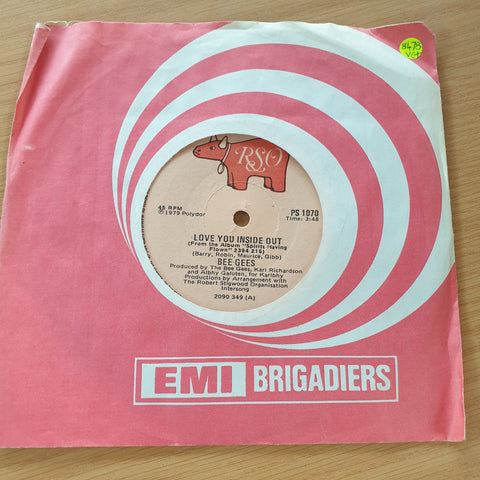 8475
VG+
RSO
45 RPM
℗1979 Polydor
PS 1070
Time: 3:48
LOVE YOU INSIDE OUT
(From the Album "Spirits Having
Flown" 2394 216)
(Barry, Robin, Maurice, Gibb)
BEE GEES
Produced by The Bee Gees, Karl Richardson
and Albhy Galuten, for Karlbhy
Productions by Arrangement with
The Robert Stigwood Organisation
Intersong
2090 349 (A)
EMI BRIGADIERS